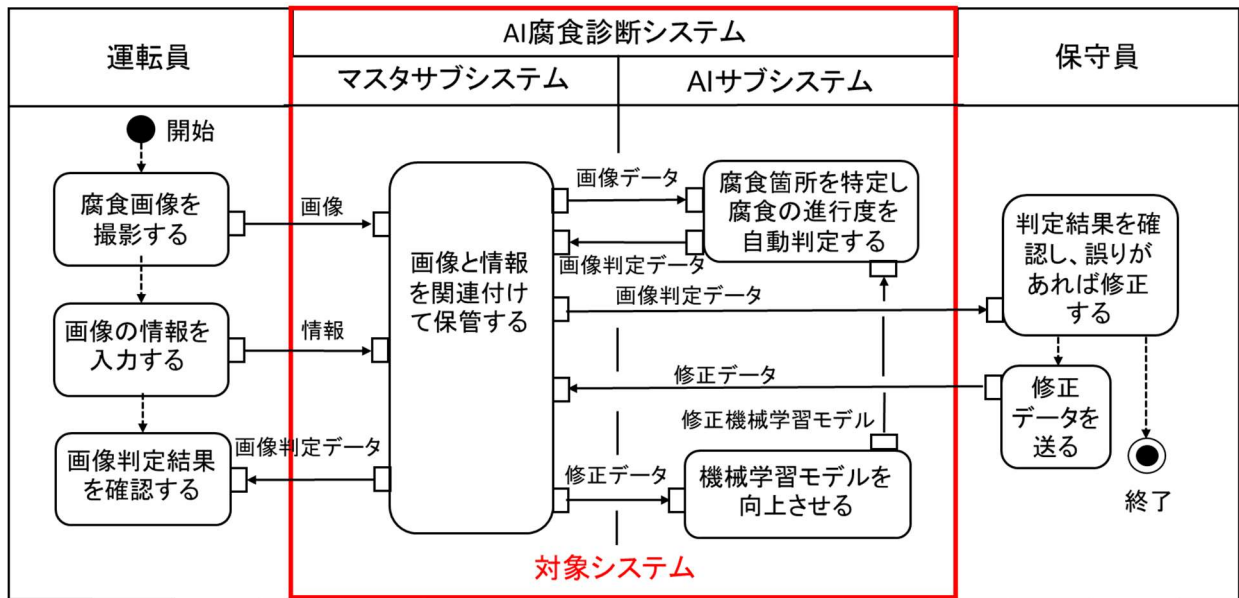 運転員
AI腐食診断システム
マスタサブシステム
AIサブシステム
保守員
開始
腐食画像を
撮影する
画像
画像の情報を
入力する
情報
画像判定結果
を確認する
画像判定データ
画像と情報
を関連付け
て保管する
画像データ
画像判定データ
腐食箇所を特定し
腐食の進行度を
自動判定する
画像判定データ
修正データ
修正機械学習モデル
修正データ
機械学習モデルを
向上させる
判定結果を確
認し、誤りが
あれば修正
する
修正
データを
送る
終了
対象システム